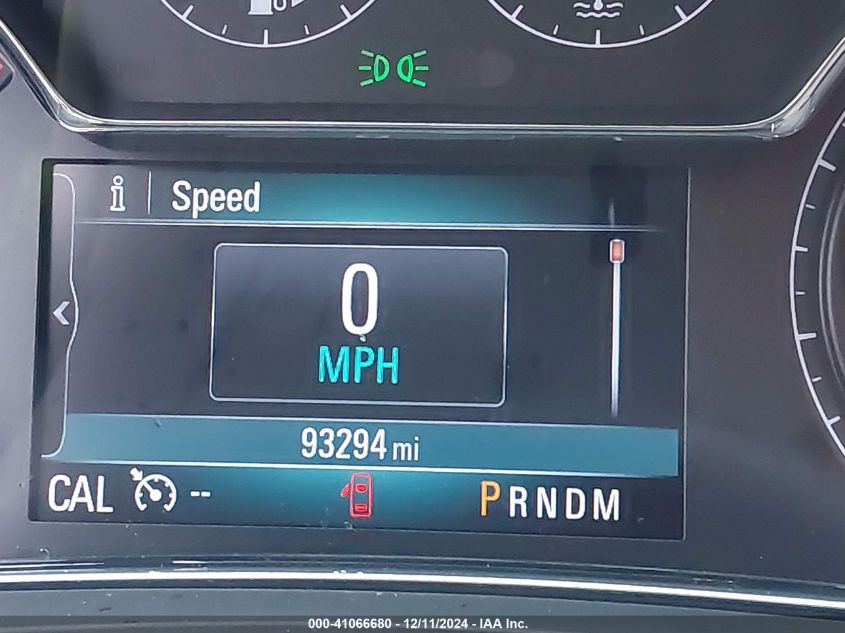 i Speed
0
MPH
93294 mi
CAL -- PRNDM
000-41066680 - 12/11/2024 - IAA Inc.